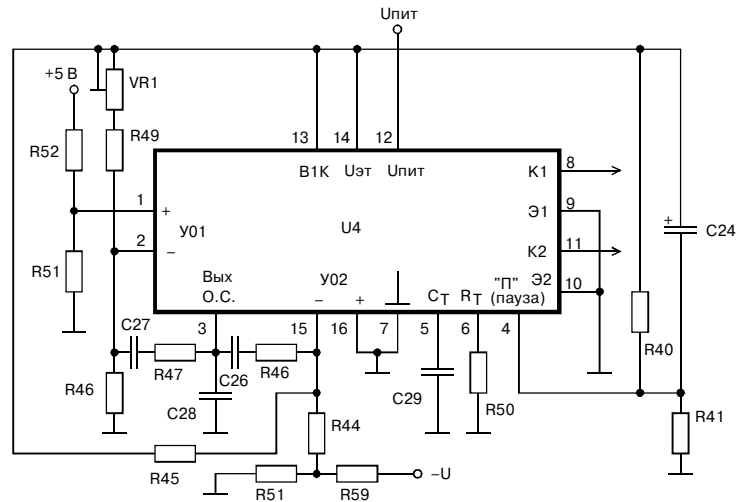 Uпит
+5 В
VR1
R52
R49
13
14
12
В1К
Uэт
Uпит
К1
8
1
+
У01
2
–
U4
Э1
9
К2
11
Э2
10
C24
+
R51
Вых
О.С.
У02
–
+
CТ
RТ
"П"
(пауза)
3
15
16
7
5
6
4
R40
C27
R47
C26
R46
R46
C28
C29
R50
R41
R44
R45
R51
R59
–U